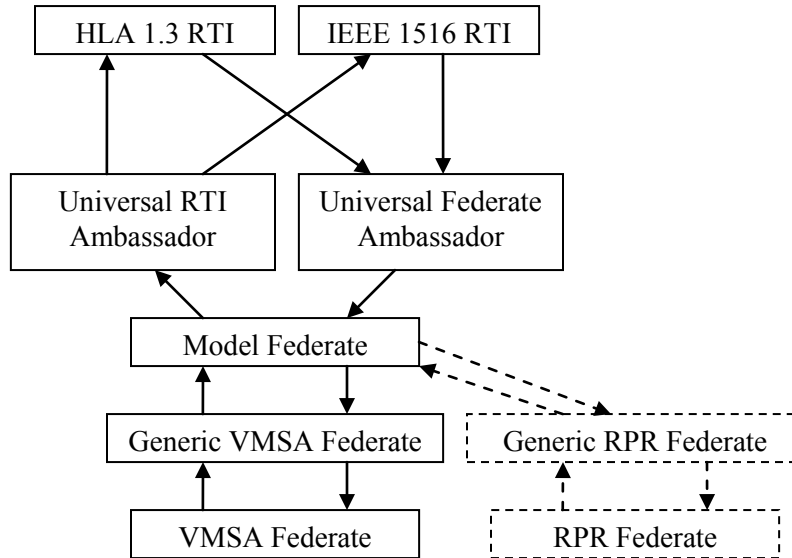 HLA 1.3 RTI
IEEE 1516 RTI
Universal RTI
Ambassador
Universal Federate
Ambassador
Model Federate
Generic VMSA Federate
Generic RPR Federate
VMSA Federate
RPR Federate